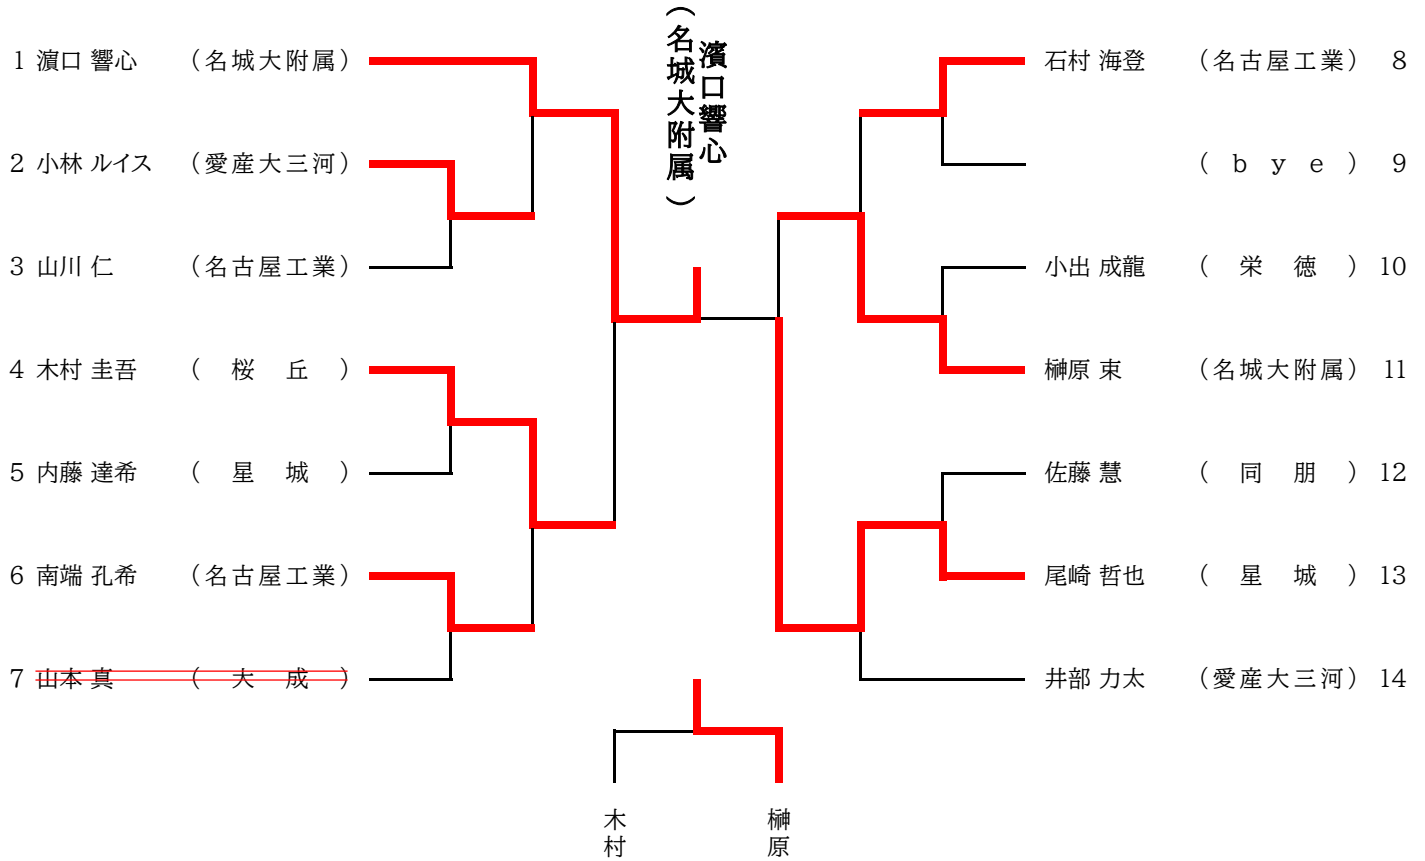 1 濵口 響心 （名城大附属）
2 小林 ルイス （愛産大三河）
3 山川 仁 （名古屋工業）
4 木村 圭吾 （ 桜 丘 ）
5 内藤 達希 （ 星 城 ）
6 南端 孔希 （名古屋工業）
7 山本 真 （ 大 成 ）
濱口響心
（名城大附属）
石村 海登 （名古屋工業） 8
（ｂｙｅ） 9
小出 成龍 （ 栄 徳 ） 10
榊原 束 （名城大附属） 11
佐藤 慧 （ 同 朋 ） 12
尾崎 哲也 （ 星 城 ） 13
井部 力太 （愛産大三河） 14
木村
榊原